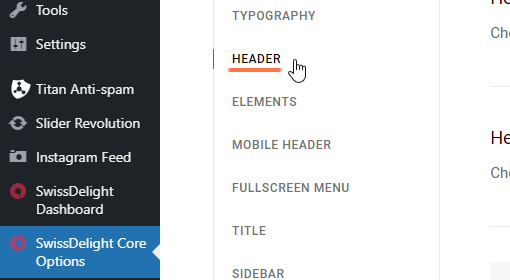 Tools
Settings
Titan Anti-spam
Slider Revolution
Instagram Feed
SwissDelight
Dashboard
SwissDelight Core
Options
TYPOGRAPHY
HEADER
ELEMENTS
MOBILE HEADER
FULLSCREEN MENU
TITLE
SIDEBAR